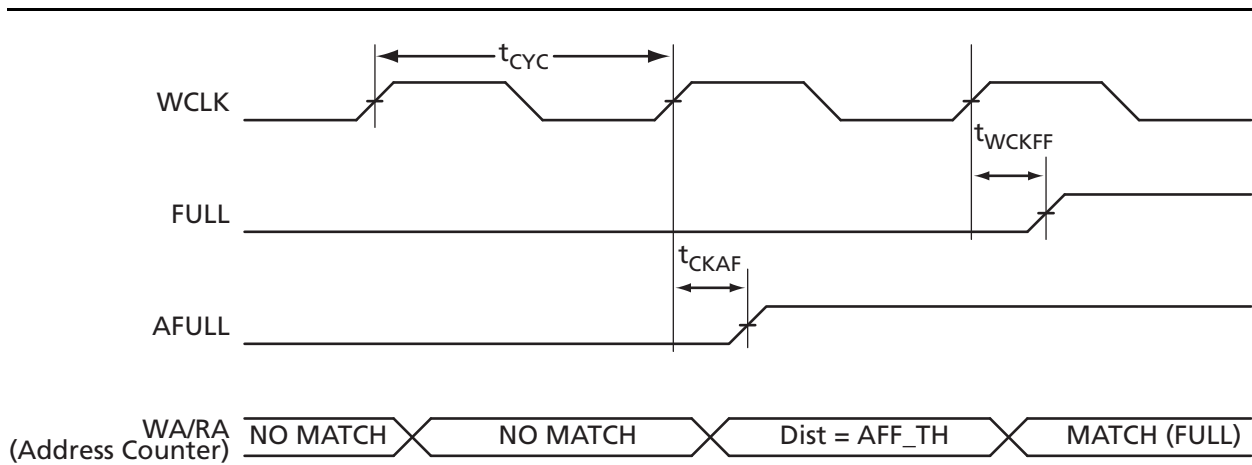 tCYC
WCLK
tWCKFF
FULL
tCKAF
AFULL
WA/RA
(Address Counter)
NO MATCH
NO MATCH
Dist = AFF_TH
MATCH (FULL)